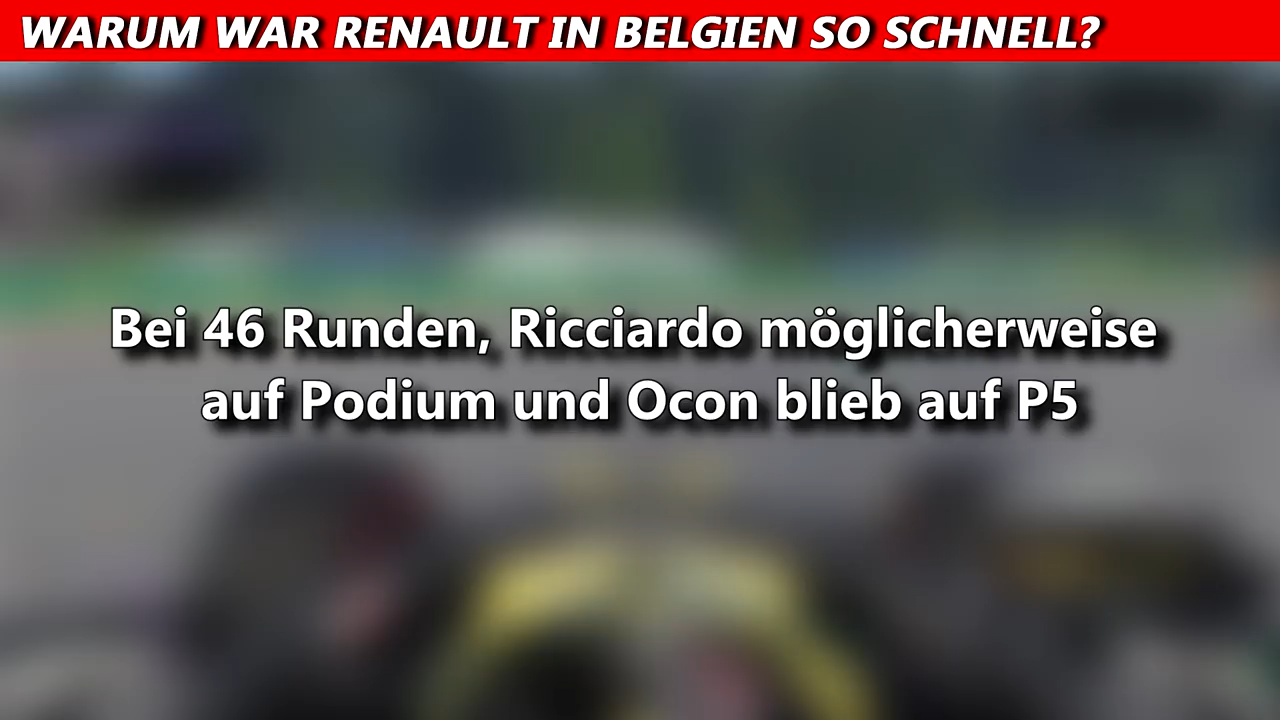 WARUM WAR RENAULT IN BELGIEN SO SCHNELL?
Bei 46 Runden, Ricciardo möglicherweise
auf Podium und Ocon blieb auf P5